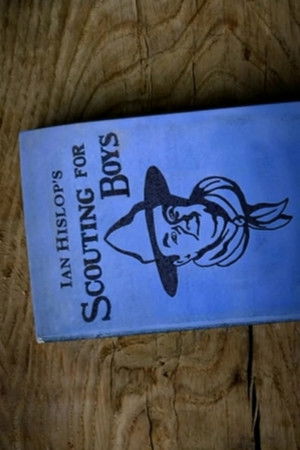 IAN HISLOP'S
SCOUTING FOR
BOYS